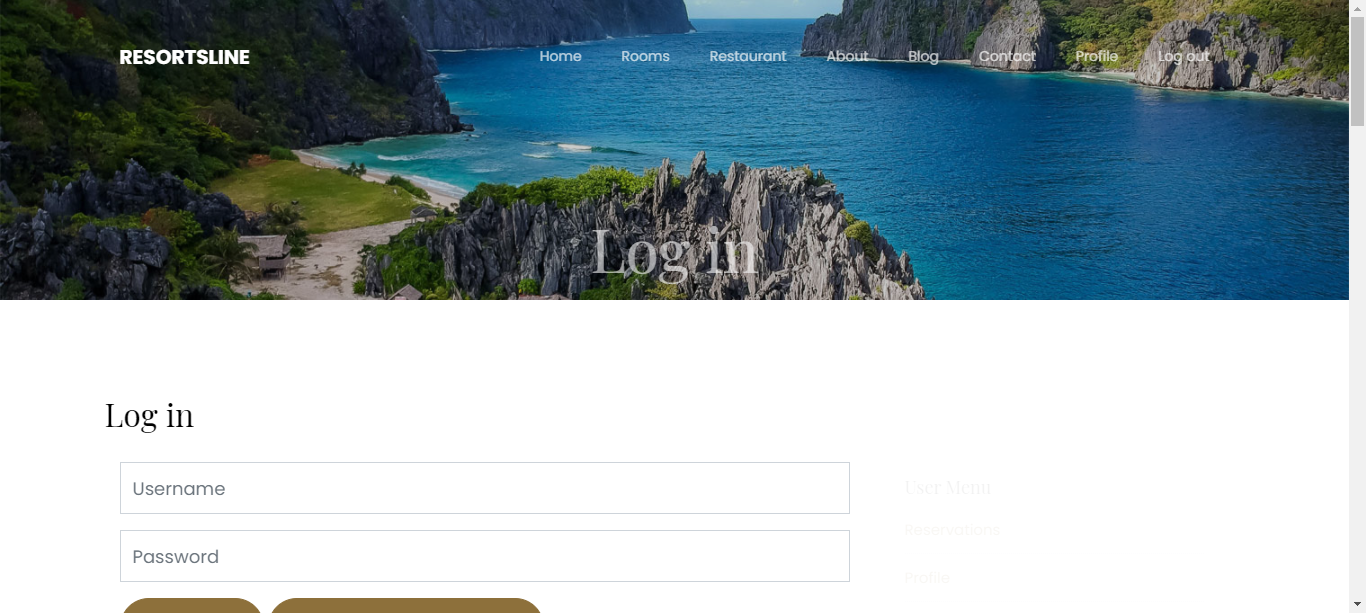 RESORTSLINE Home Rooms Restaurant About Blog Contact Profile Log out
Log in
Log in
Username
User Menu
Reservations
Password
Profile